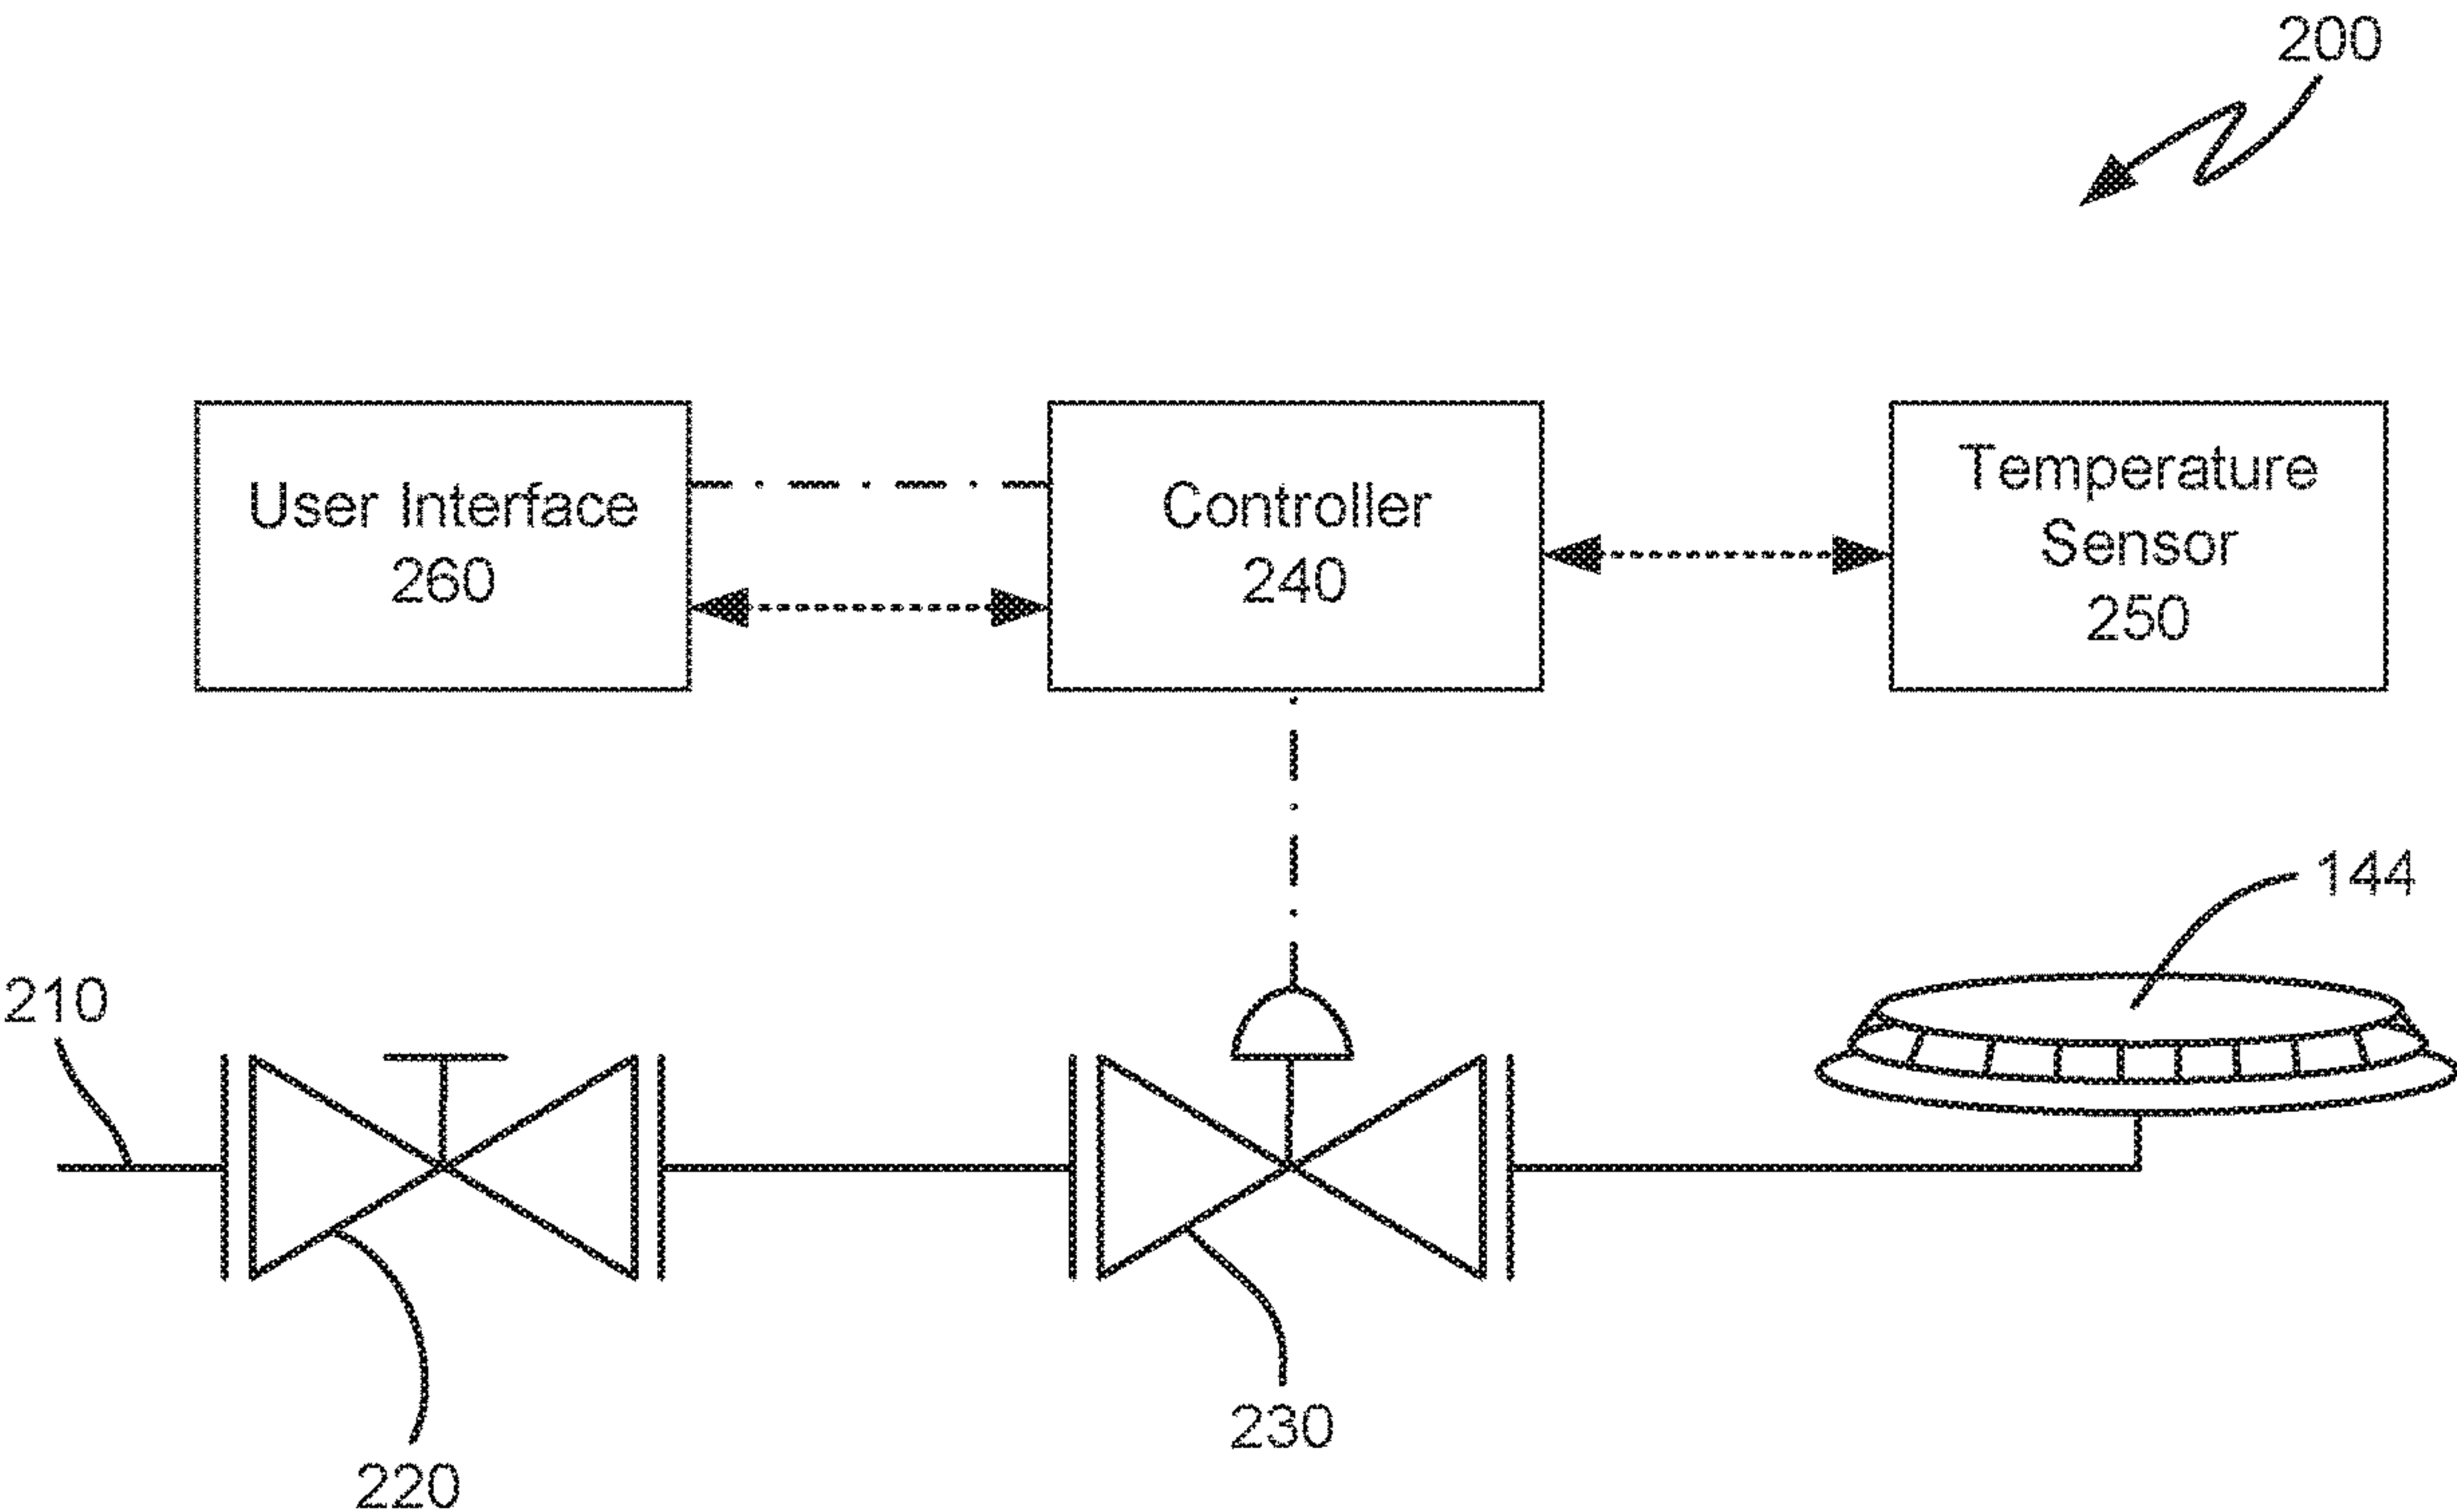 200
User Interface
260
Controller
240
Temperature
Sensor
250
144
210
230
220